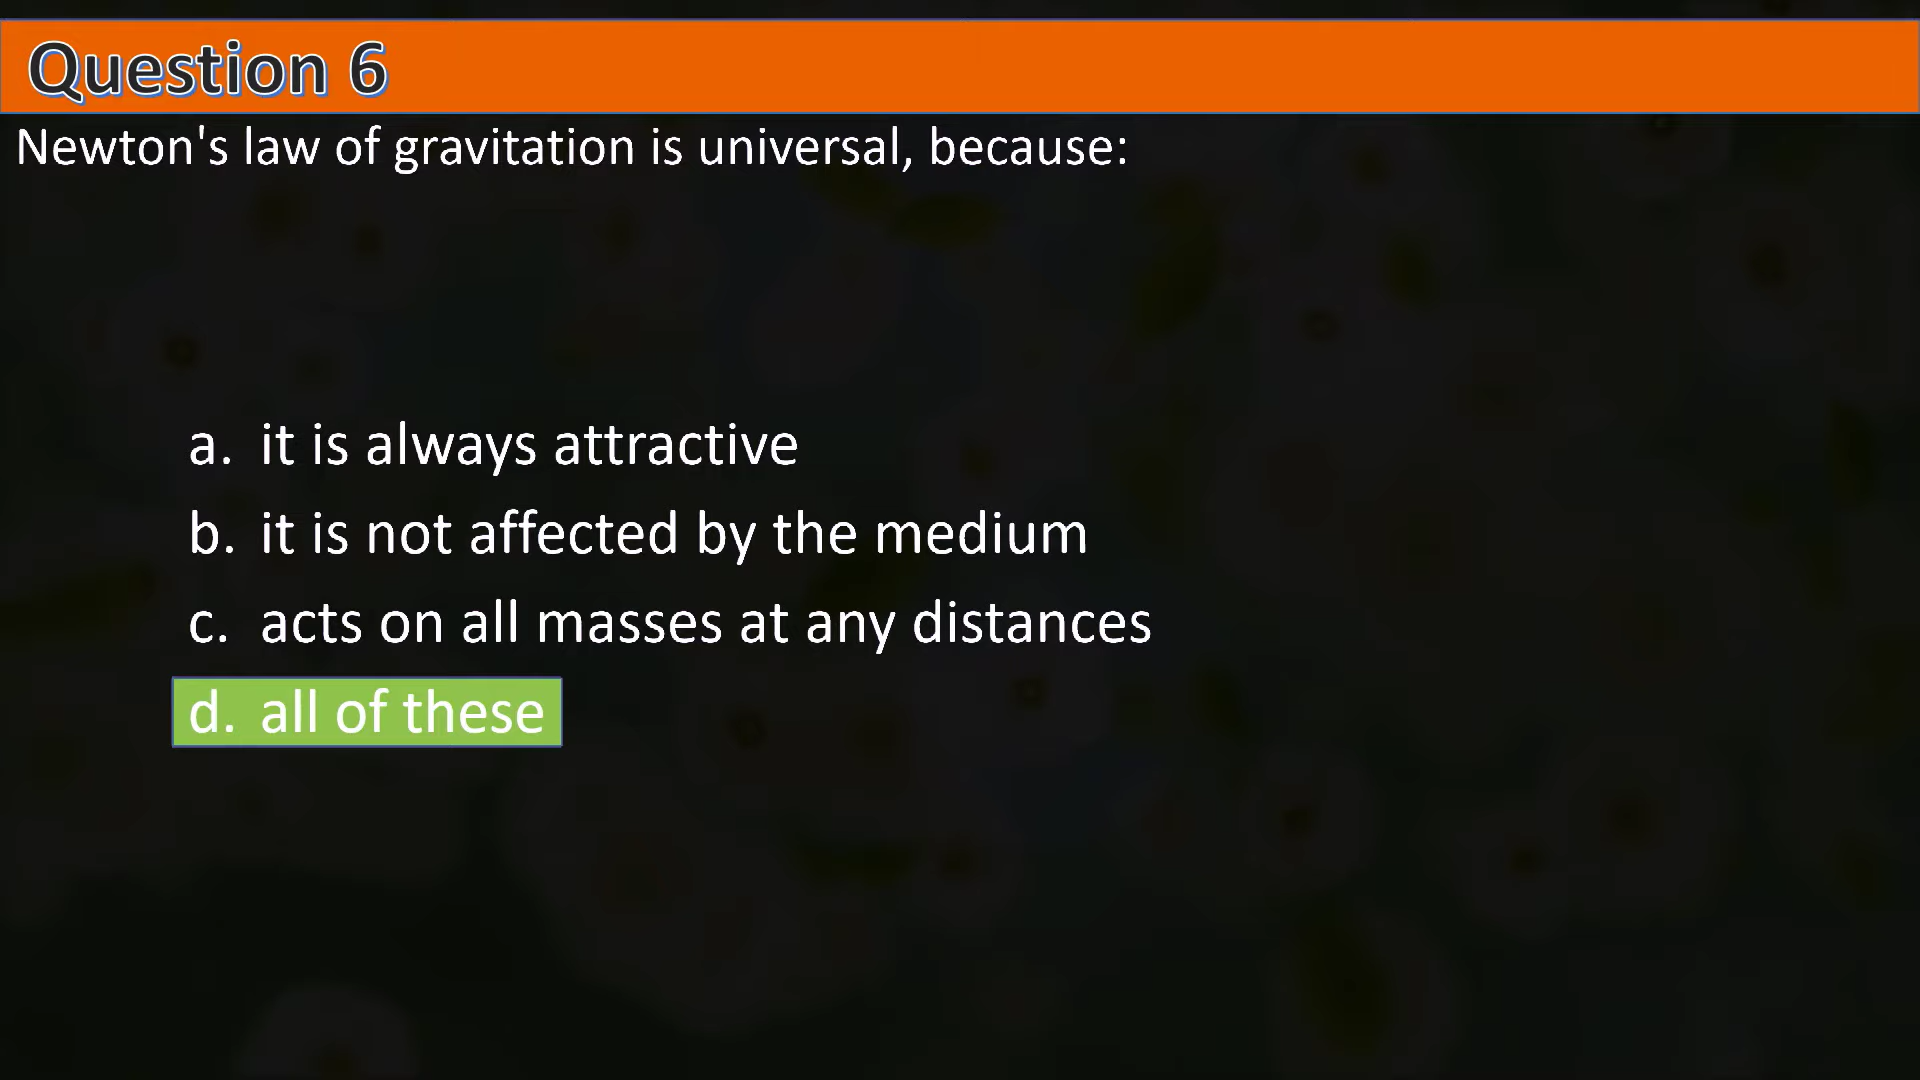 Question 6
Newton's law of gravitation is universal, because:
a. it is always attractive
b. it is not affected by the medium
c. acts on all masses at any distances
d. all of these